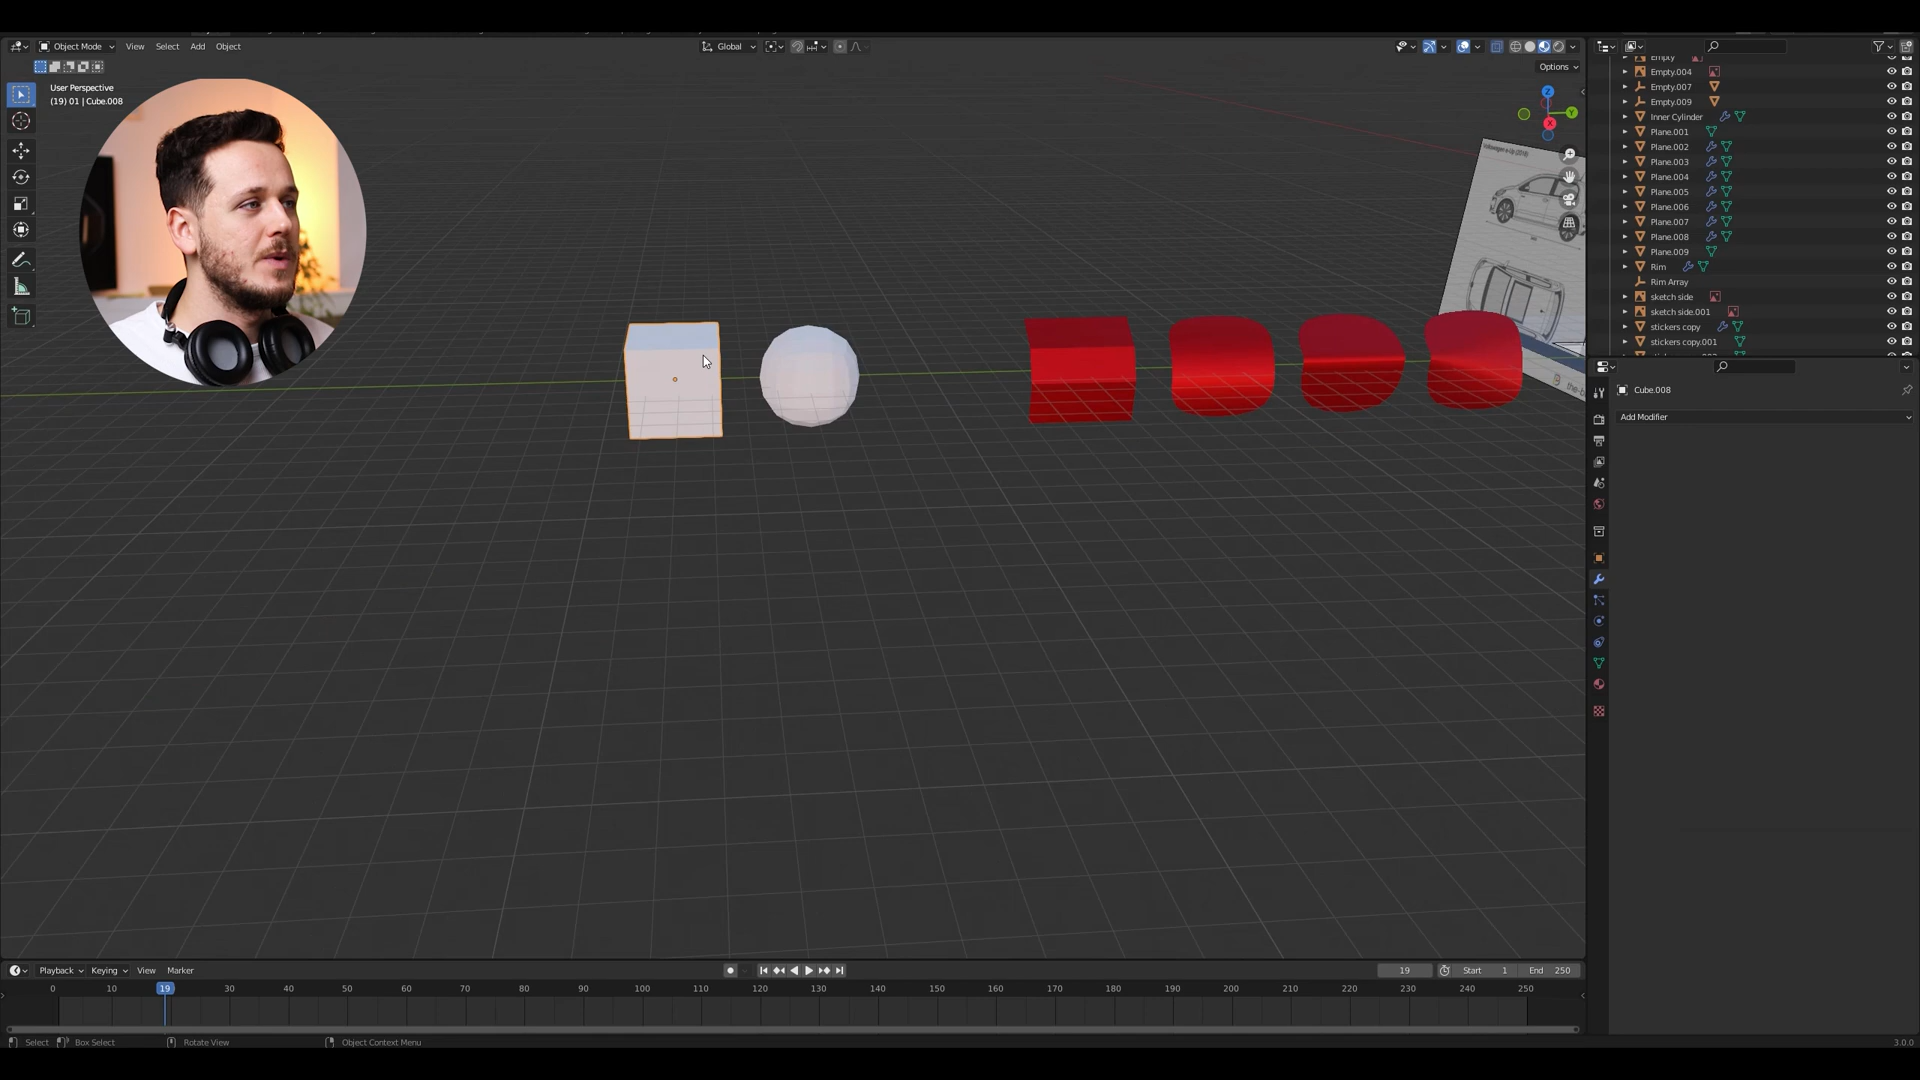 Object Mode View Select Add Object Global
Options
User Perspective
(19) 01 | Cube.008
Z
Y
X
Empty
Empty.004
Empty.007
Empty.009
Inner Cylinder
Plane.001
Plane.002
Plane.003
Plane.004
Plane.005
Plane.006
Plane.007
Plane.008
Plane.009
Rim
Rim Array
sketch side
sketch side.001
stickers copy
stickers copy.001
Cube.008
Add Modifier
Playback Keying View Marker 19 Start 1 End 250
0 10 19 30 40 50 60 70 80 90 100 110 120 130 140 150 160 170 180 190 200 210 220 230 240 250
Select Box Select Rotate View Object Context Menu 3.0.0